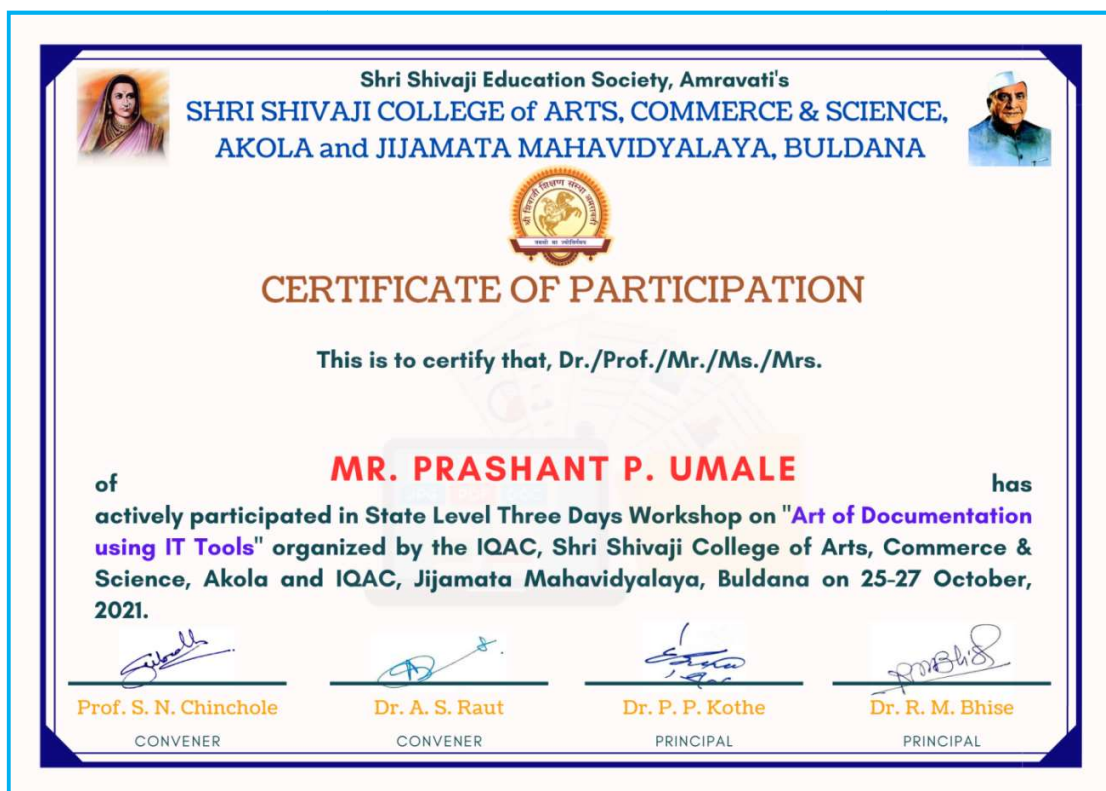 Shri Shivaji Education Society, Amravati's
SHRI SHIVAJI COLLEGE of ARTS, COMMERCE & SCIENCE,
AKOLA and JIJAMATA MAHAVIDYALAYA, BULDANA
श्री शिवाजी शिक्षण संस्था अमरावती
CERTIFICATE OF PARTICIPATION
This is to certify that, Dr./Prof./Mr./Ms./Mrs.
MR. PRASHANT P. UMALE
of has
actively participated in State Level Three Days Workshop on "Art of Documentation
using IT Tools" organized by the IQAC, Shri Shivaji College of Arts, Commerce &
Science, Akola and IQAC, Jijamata Mahavidyalaya, Buldana on 25-27 October,
2021.
Prof. S. N. Chinchole Dr. A. S. Raut Dr. P. P. Kothe Dr. R. M. Bhise
CONVENER CONVENER PRINCIPAL PRINCIPAL